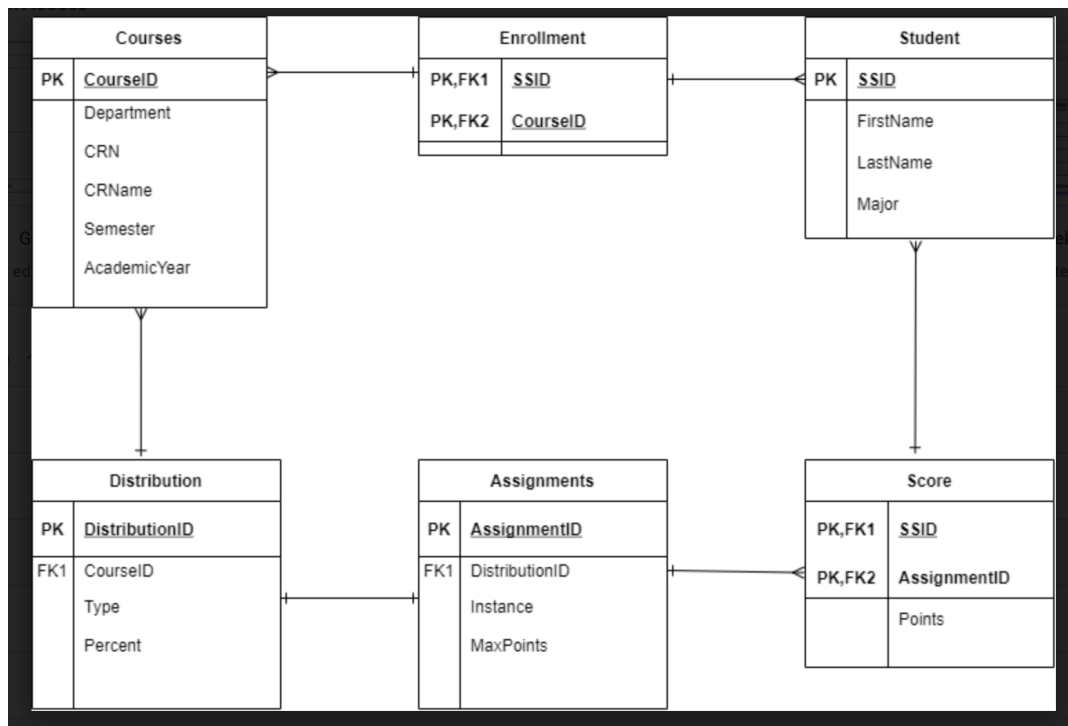 Courses
PK CourseID
Department
CRN
CRName
Semester
AcademicYear
Enrollment
PK,FK1 SSID
PK,FK2 CourseID
Student
PK SSID
FirstName
LastName
Major
Distribution
PK DistributionID
FK1 CourseID
Type
Percent
Assignments
PK AssignmentID
FK1 DistributionID
Instance
MaxPoints
Score
PK,FK1 SSID
PK,FK2 AssignmentID
Points